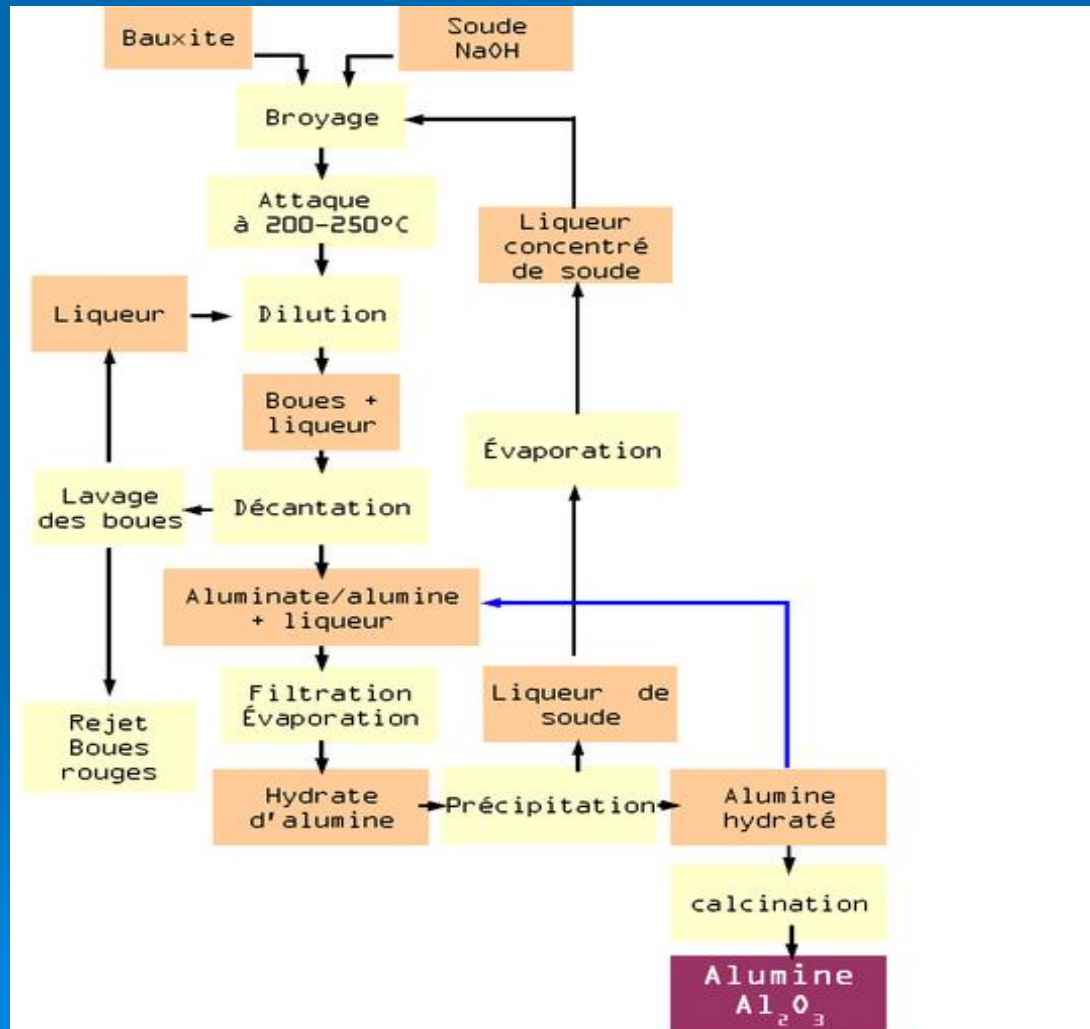 Bauxite
Soude
NaOH
Broyage
Attaque
à 200-250°C
Liqueur
concentré
de soude
Liqueur
Dilution
Boues +
liqueur
Évaporation
Lavage
des boues
Décantation
Aluminate/alumine
+ liqueur
Filtration
Évaporation
Liqueur de
soude
Rejet
Boues
rouges
Hydrate
d'alumine
Précipitation
Alumine
hydraté
calcination
Alumine
Al₂O₃